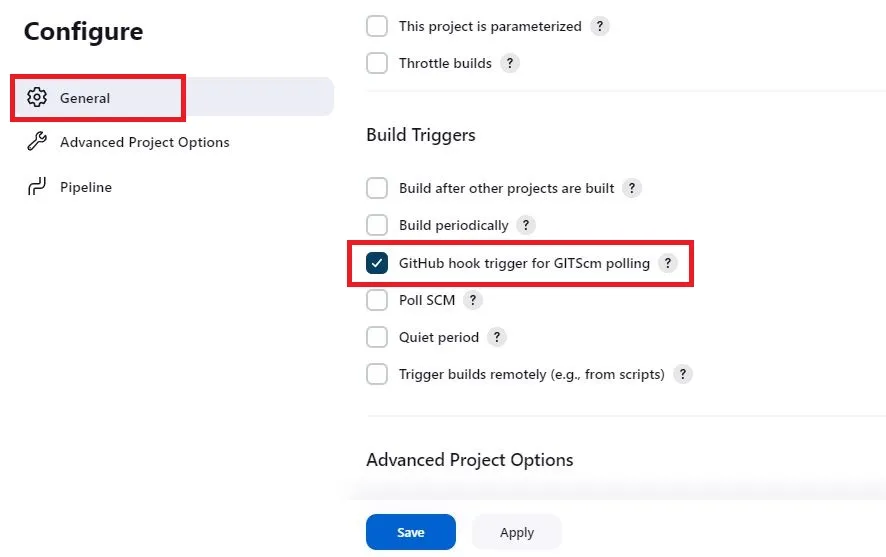 Configure
General
Advanced Project Options
Pipeline
This project is parameterized ?
Throttle builds ?
Build Triggers
Build after other projects are built ?
Build periodically ?
GitHub hook trigger for GITScm polling ?
Poll SCM ?
Quiet period ?
Trigger builds remotely (e.g., from scripts) ?
Advanced Project Options
Save
Apply